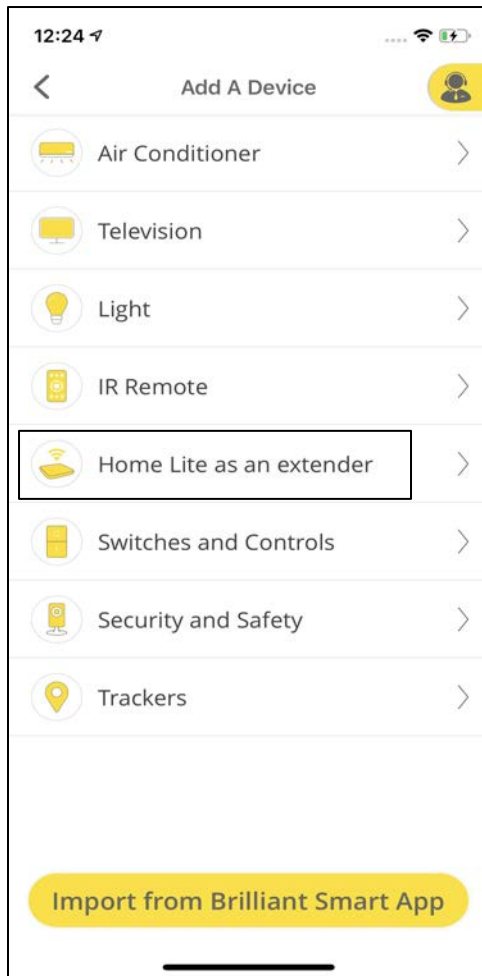 12:24
Add A Device
Air Conditioner
Television
Light
IR Remote
Home Lite as an extender
Switches and Controls
Security and Safety
Trackers
Import from Brilliant Smart App